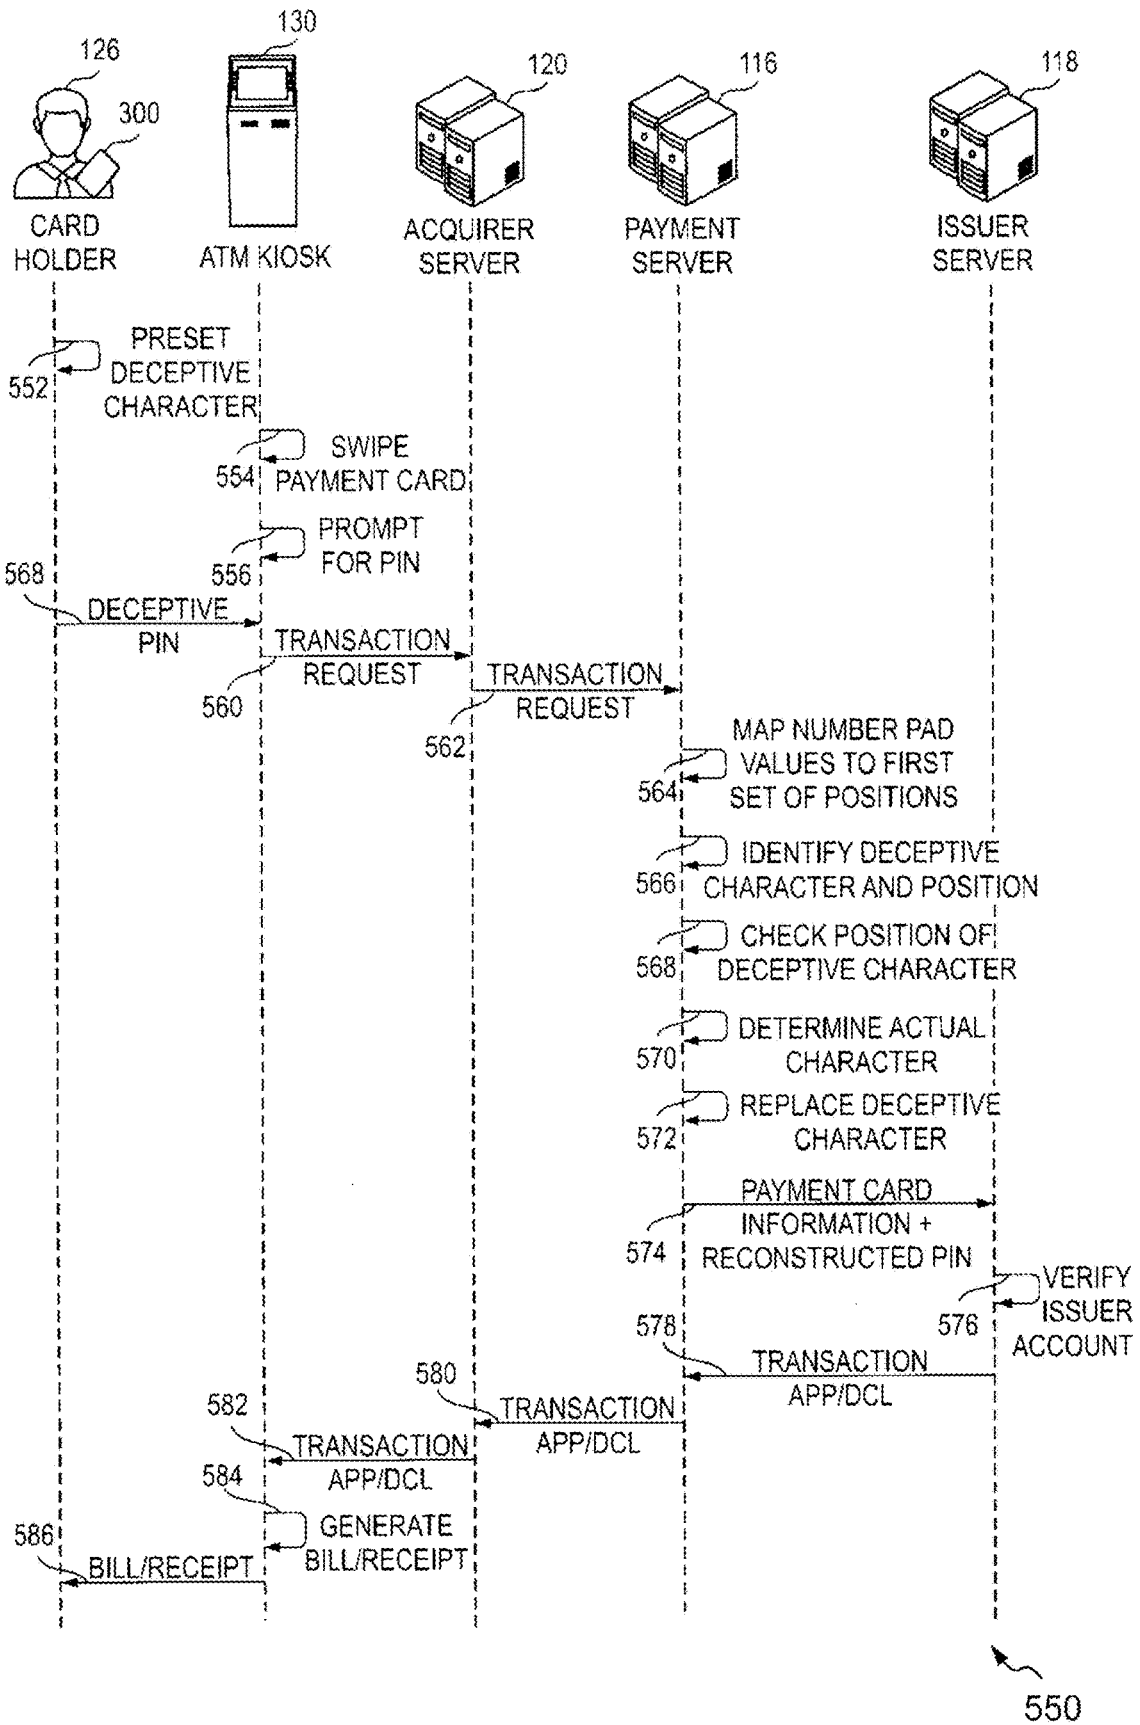 130
126
120
116
118
300
CARD
HOLDER
ATM KIOSK
ACQUIRER
SERVER
PAYMENT
SERVER
ISSUER
SERVER
PRESET
DECEPTIVE
CHARACTER
552
SWIPE
PAYMENT CARD
554
PROMPT
FOR PIN
556
568
DECEPTIVE
PIN
TRANSACTION
REQUEST
560
TRANSACTION
REQUEST
562
MAP NUMBER PAD
VALUES TO FIRST
SET OF POSITIONS
564
IDENTIFY DECEPTIVE
CHARACTER AND POSITION
566
CHECK POSITION OF
DECEPTIVE CHARACTER
568
DETERMINE ACTUAL
CHARACTER
570
REPLACE DECEPTIVE
CHARACTER
572
PAYMENT CARD
INFORMATION +
RECONSTRUCTED PIN
574
VERIFY
ISSUER
ACCOUNT
576
578
TRANSACTION
APP/DCL
580
TRANSACTION
APP/DCL
582
TRANSACTION
APP/DCL
584
GENERATE
BILL/RECEIPT
586
BILL/RECEIPT
550